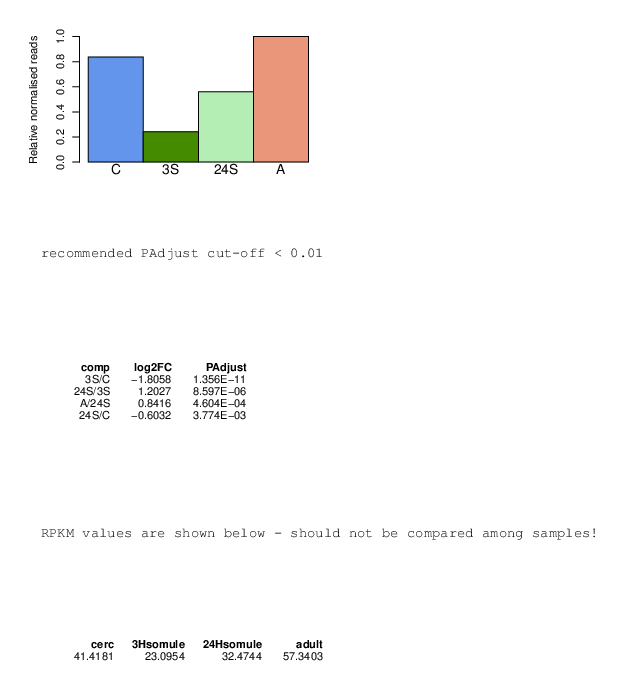 Relative normalised reads
1.0
0.8
0.6
0.4
0.2
0.0
C 3S 24S A
recommended PAdjust cut-off < 0.01
comp log2FC PAdjust
3S/C −1.8058 1.356E−11
24S/3S 1.2027 8.597E−06
A/24S 0.8416 4.604E−04
24S/C −0.6032 3.774E−03
RPKM values are shown below - should not be compared among samples!
cerc 3Hsomule 24Hsomule adult
41.4181 23.0954 32.4744 57.3403